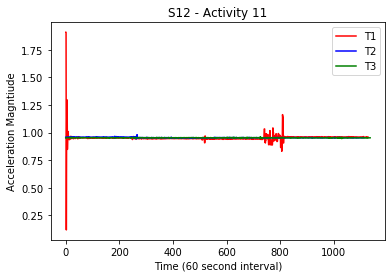 S12 - Activity 11
T1
T2
T3
Acceleration Magntiude
1.75
1.50
1.25
1.00
0.75
0.50
0.25
0
200
400
600
800
1000
Time (60 second interval)